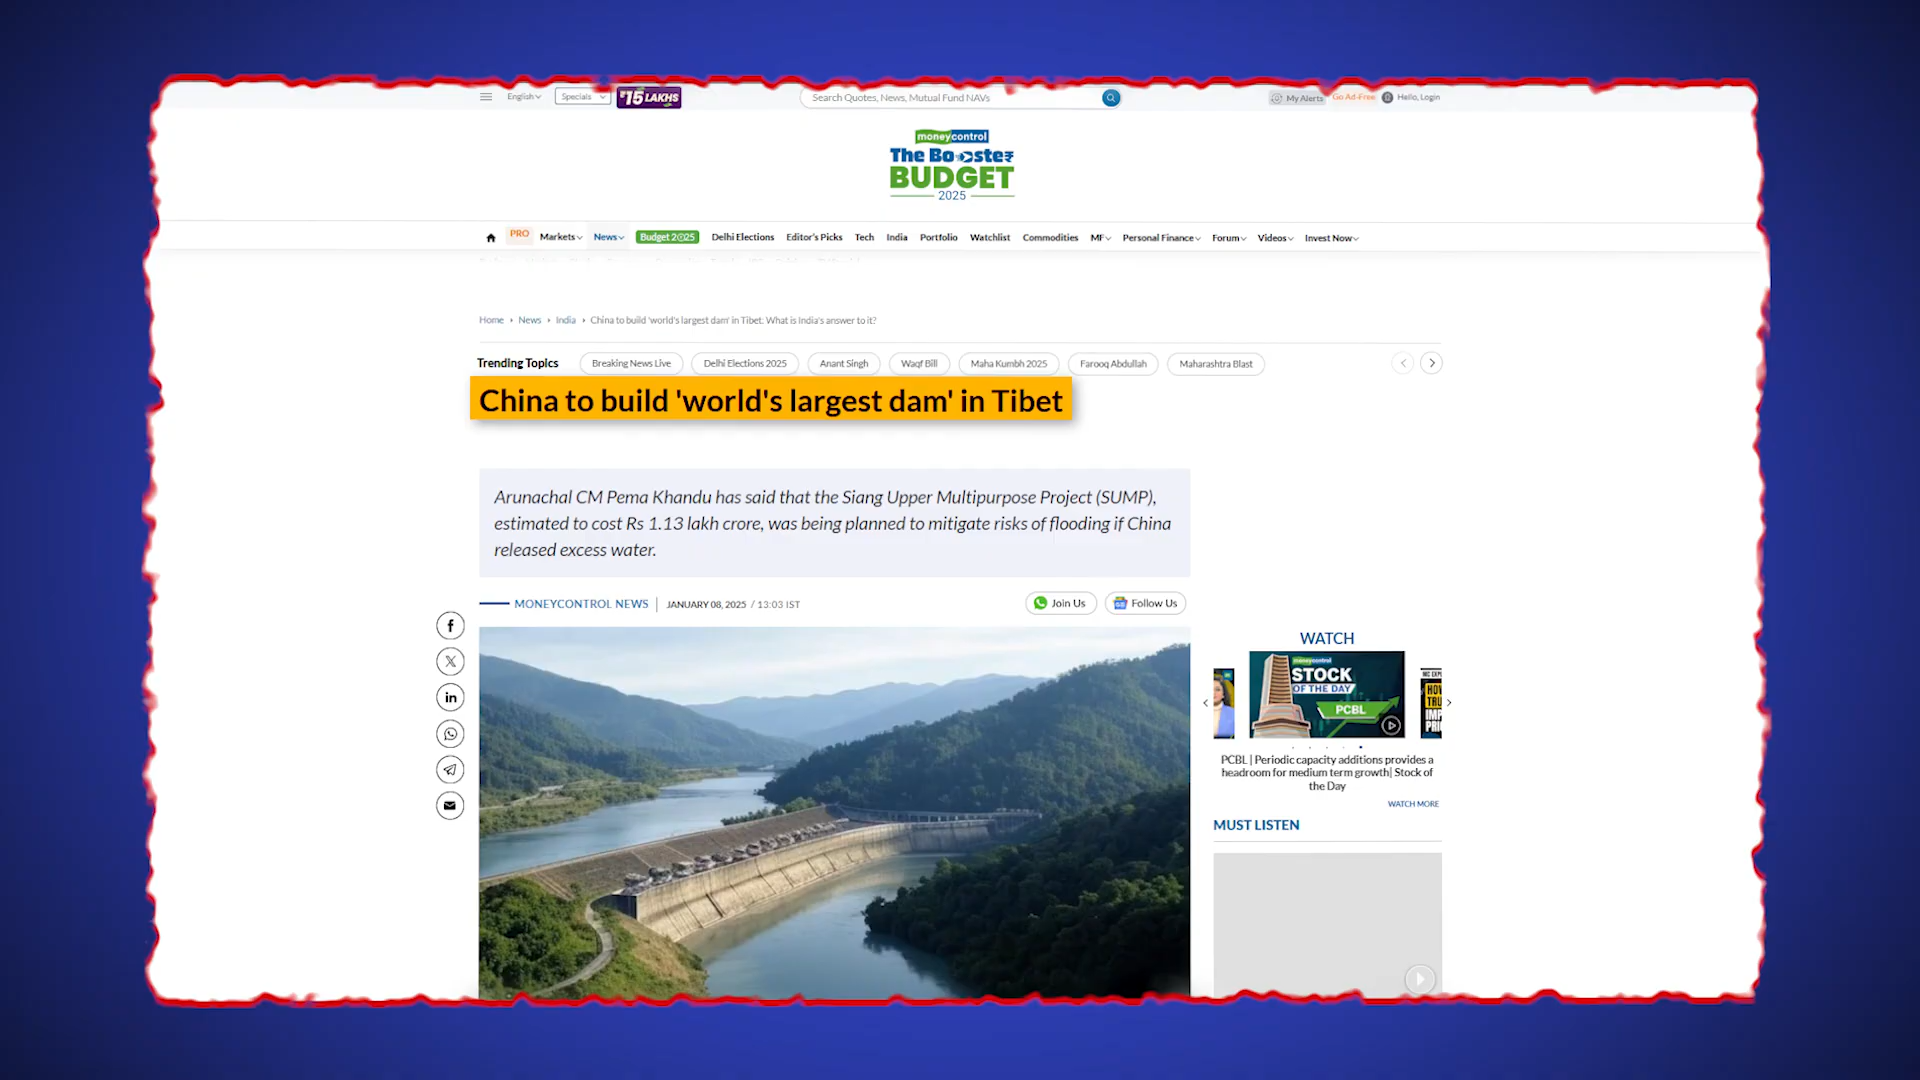 English
Specials
₹15 LAKHS
Search Quotes, News, Mutual Fund NAVs
My Alerts
Go Ad-Free
Hello, Login
moneycontrol
The Booster
BUDGET
2025
PRO
Markets
News
Budget 2025
Delhi Elections
Editor's Picks
Tech
India
Portfolio
Watchlist
Commodities
MF
Personal Finance
Forum
Videos
Invest Now
Home › News › India › China to build 'world's largest dam' in Tibet: What is India's answer to it?
Trending Topics
Breaking News Live
Delhi Elections 2025
Anant Singh
Waqf Bill
Maha Kumbh 2025
Farooq Abdullah
Maharashtra Blast
China to build 'world's largest dam' in Tibet
Arunachal CM Pema Khandu has said that the Siang Upper Multipurpose Project (SUMP),
estimated to cost Rs 1.13 lakh crore, was being planned to mitigate risks of flooding if China
released excess water.
MONEYCONTROL NEWS | JANUARY 08, 2025 / 13:03 IST
Join Us
Follow Us
WATCH
moneycontrol
STOCK
OF THE DAY
PCBL
PCBL | Periodic capacity additions provides a
headroom for medium term growth| Stock of
the Day
WATCH MORE
MUST LISTEN